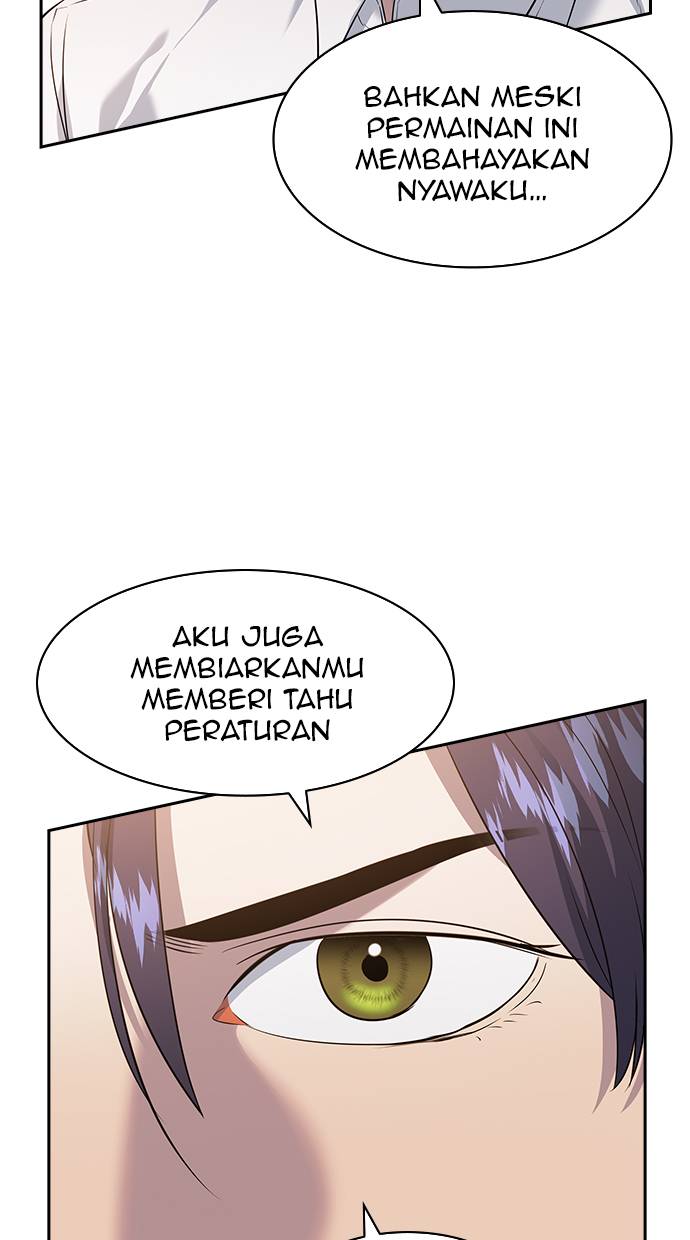 BAHKAN MESKI
PERMAINAN INI
MEMBAHAYAKAN
NYAWAKU...
AKU JUGA
MEMBIARKANMU
MEMBERI TAHU
PERATURAN